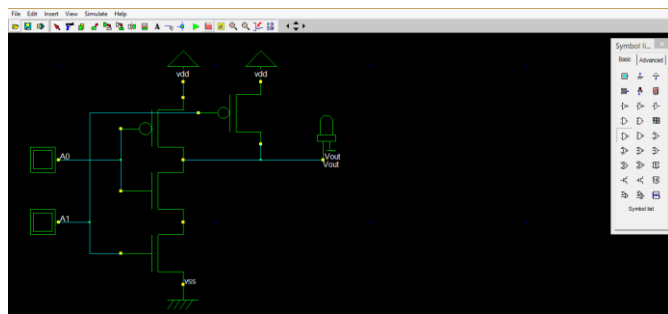 File Edit Insert View Simulate Help
A
vdd
vdd
Symbol li...
Basic Advanced
A0
Vout
Vout
A1
Symbol list
vss